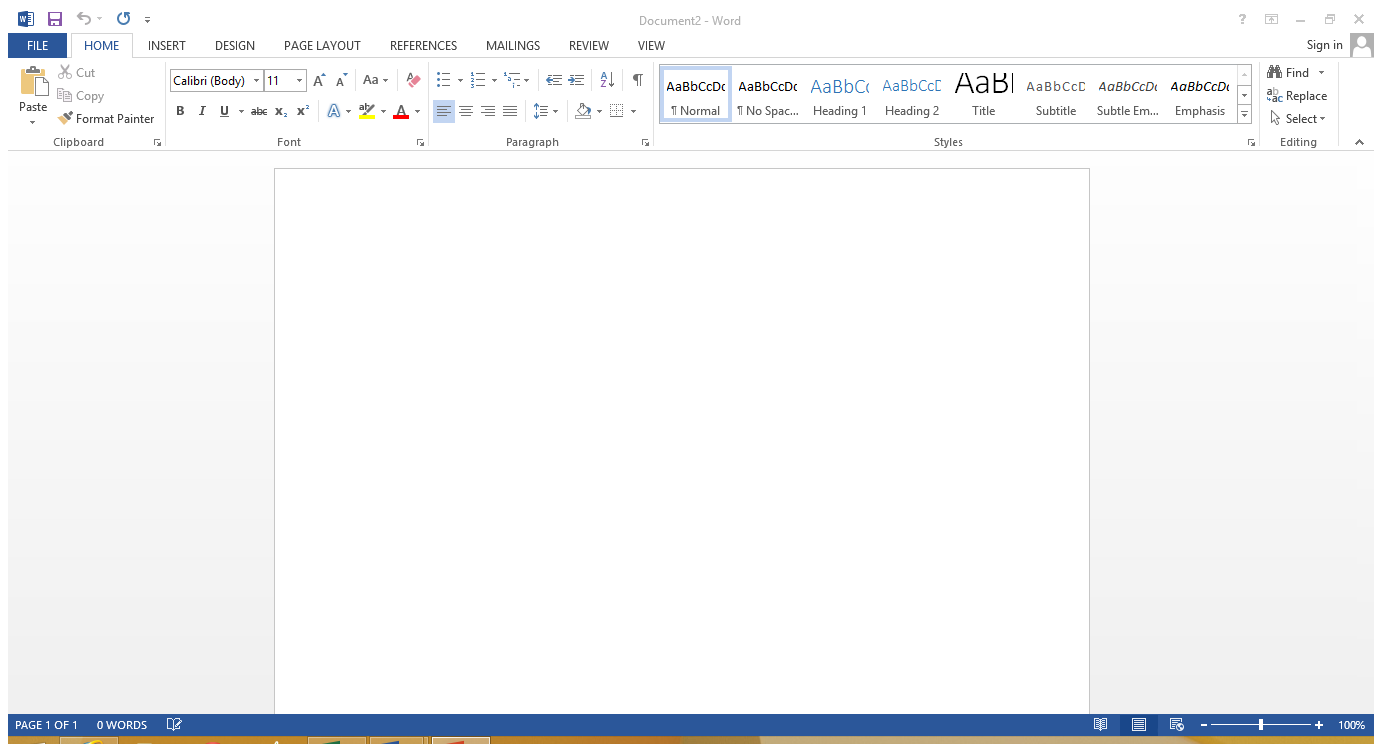 Document2 - Word
?
FILE HOME INSERT DESIGN PAGE LAYOUT REFERENCES MAILINGS REVIEW VIEW Sign in
Paste
Cut
Copy
Format Painter
Clipboard
Calibri (Body) 11 A A Aa A
B I U abc x₂ x² A ab A
Font
A Z ¶
Paragraph
AaBbCcDc AaBbCcDc AaBbCc AaBbCcD AaBl AaBbCcD AaBbCcDc AaBbCcDc
¶ Normal ¶ No Spac... Heading 1 Heading 2 Title Subtitle Subtle Em... Emphasis
Styles
Find
Replace
Select
Editing
PAGE 1 OF 1 0 WORDS 100%